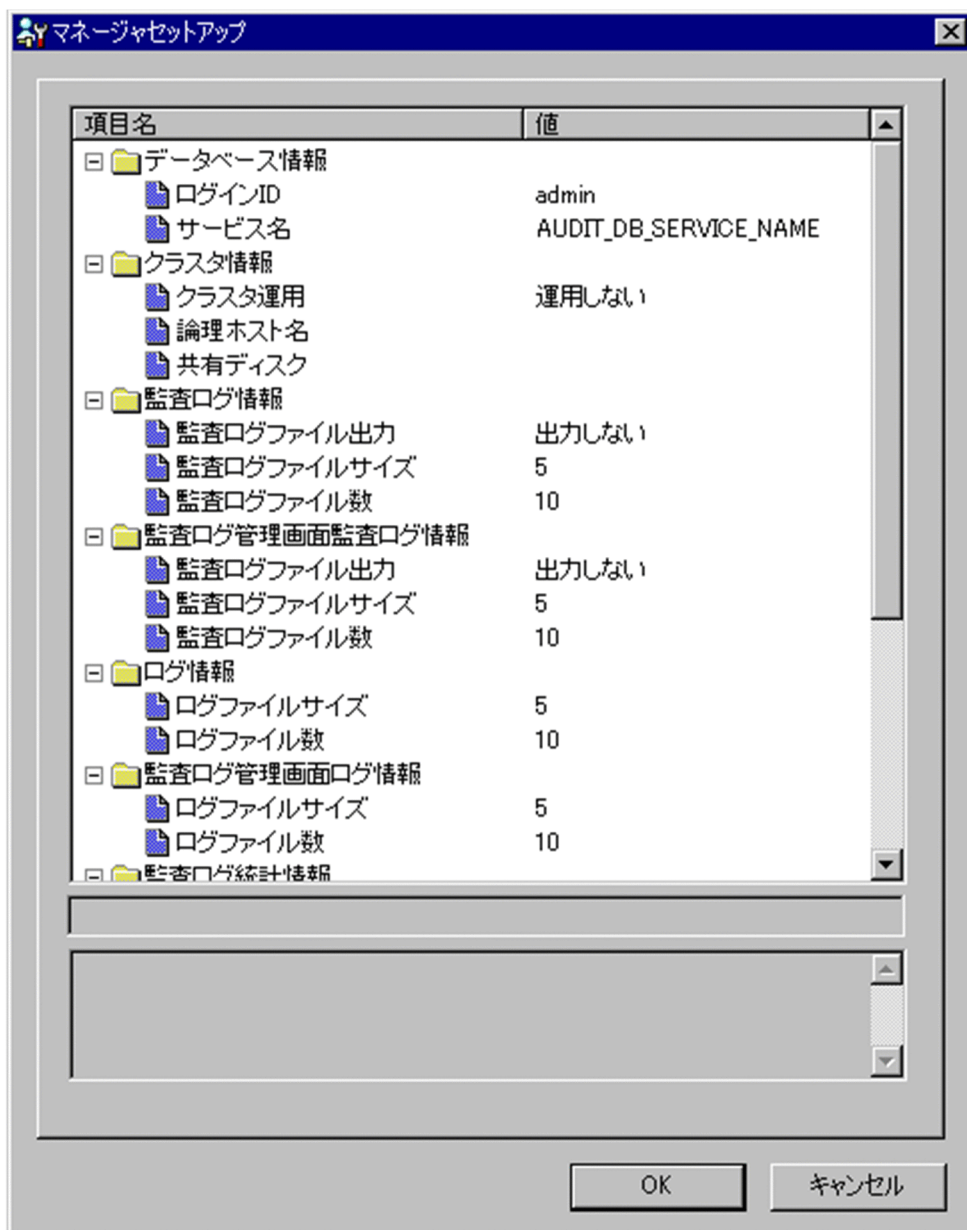 マネージャセットアップ
項目名 値
データベース情報
ログインID admin
サービス名 AUDIT_DB_SERVICE_NAME
クラスタ情報
クラスタ運用 運用しない
論理ホスト名
共有ディスク
監査ログ情報
監査ログファイル出力 出力しない
監査ログファイルサイズ 5
監査ログファイル数 10
監査ログ管理画面監査ログ情報
監査ログファイル出力 出力しない
監査ログファイルサイズ 5
監査ログファイル数 10
ログ情報
ログファイルサイズ 5
ログファイル数 10
監査ログ管理画面ログ情報
ログファイルサイズ 5
ログファイル数 10
監査ログ統計情報
OK キャンセル